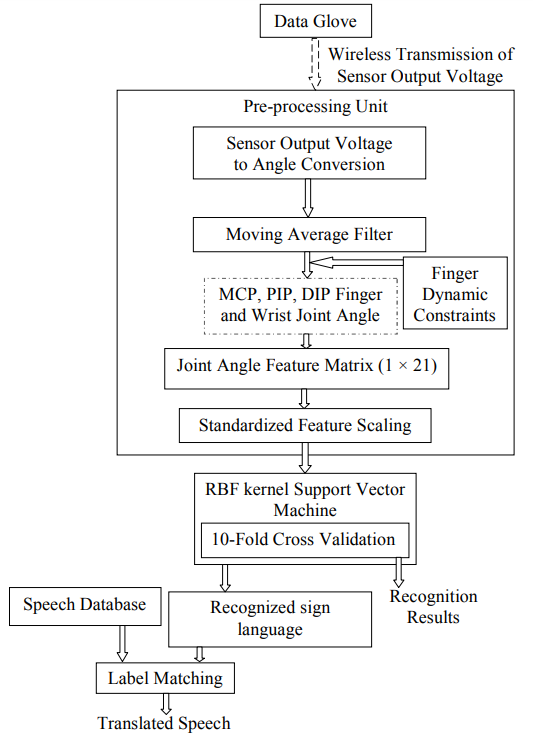 Data Glove
Wireless Transmission of
Sensor Output Voltage
Pre-processing Unit
Sensor Output Voltage
to Angle Conversion
Moving Average Filter
MCP, PIP, DIP Finger
and Wrist Joint Angle
Finger
Dynamic
Constraints
Joint Angle Feature Matrix (1 × 21)
Standardized Feature Scaling
RBF kernel Support Vector
Machine
10-Fold Cross Validation
Recognition
Results
Speech Database
Recognized sign
language
Label Matching
Translated Speech